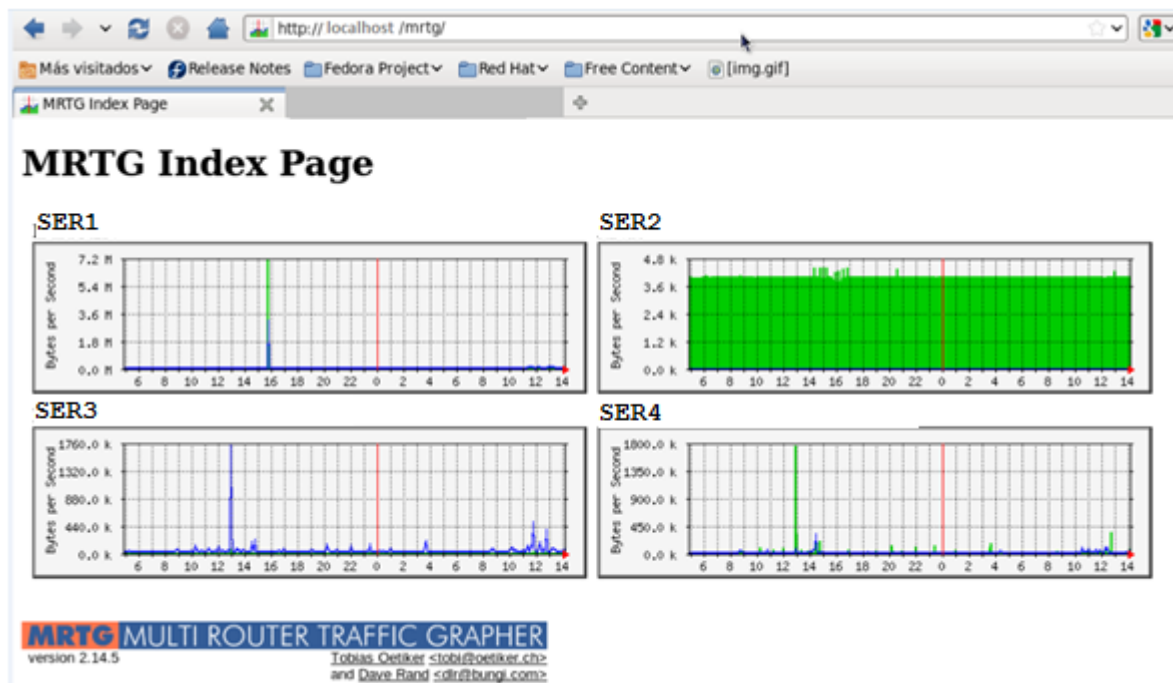 http:// localhost /mrtg/
Más visitados Release Notes Fedora Project Red Hat Free Content [img.gif]
MRTG Index Page
MRTG Index Page
SER1
Bytes per Second
7.2 M
5.4 M
3.6 M
1.8 M
0.0 M
6 8 10 12 14 16 18 20 22 0 2 4 6 8 10 12 14
SER2
Bytes per Second
4.8 k
3.6 k
2.4 k
1.2 k
0.0 k
6 8 10 12 14 16 18 20 22 0 2 4 6 8 10 12 14
SER3
Bytes per Second
1760.0 k
1320.0 k
880.0 k
440.0 k
0.0 k
6 8 10 12 14 16 18 20 22 0 2 4 6 8 10 12 14
SER4
Bytes per Second
1800.0 k
1350.0 k
900.0 k
450.0 k
0.0 k
6 8 10 12 14 16 18 20 22 0 2 4 6 8 10 12 14
MRTG MULTI ROUTER TRAFFIC GRAPHER
version 2.14.5 Tobias Oetiker <tobi@oetiker.ch>
and Dave Rand <dlr@bungi.com>